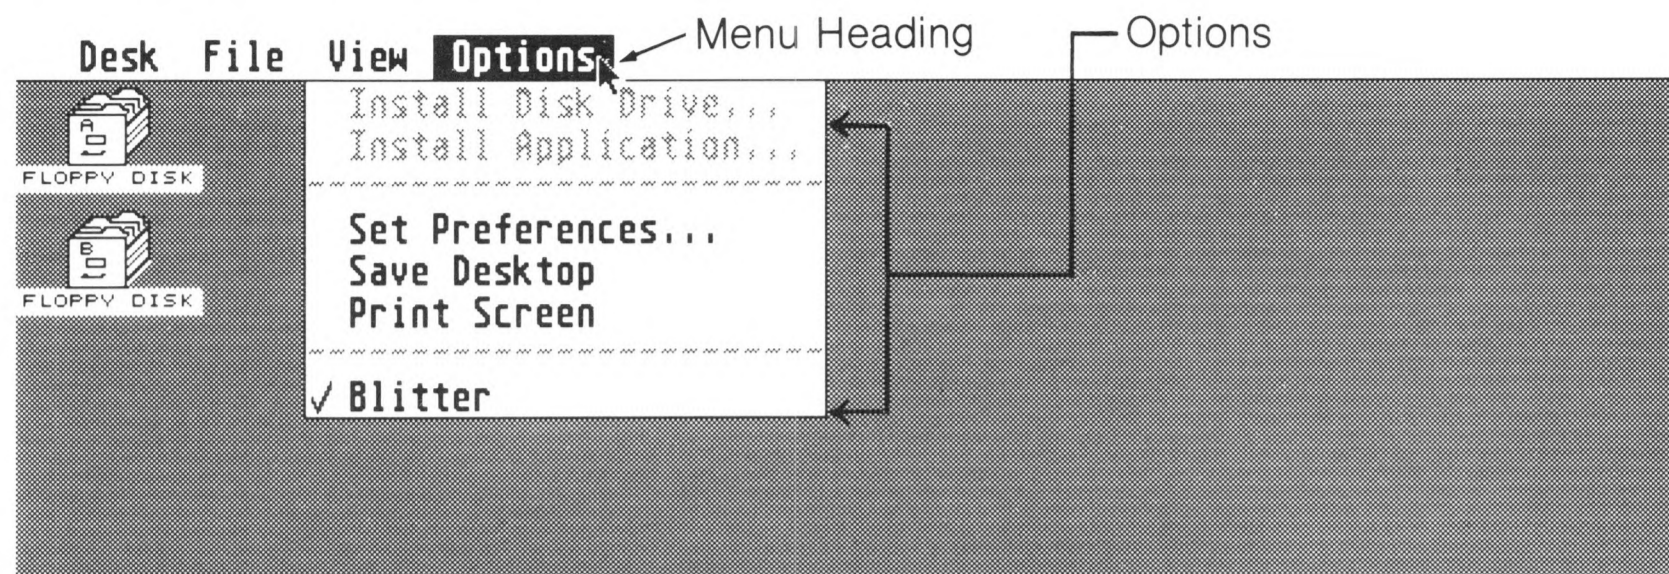 Menu Heading
Options
Desk File View Options
Install Disk Drive...
Install Application...
Set Preferences...
Save Desktop
Print Screen
✓ Blitter
A
FLOPPY DISK
B
FLOPPY DISK